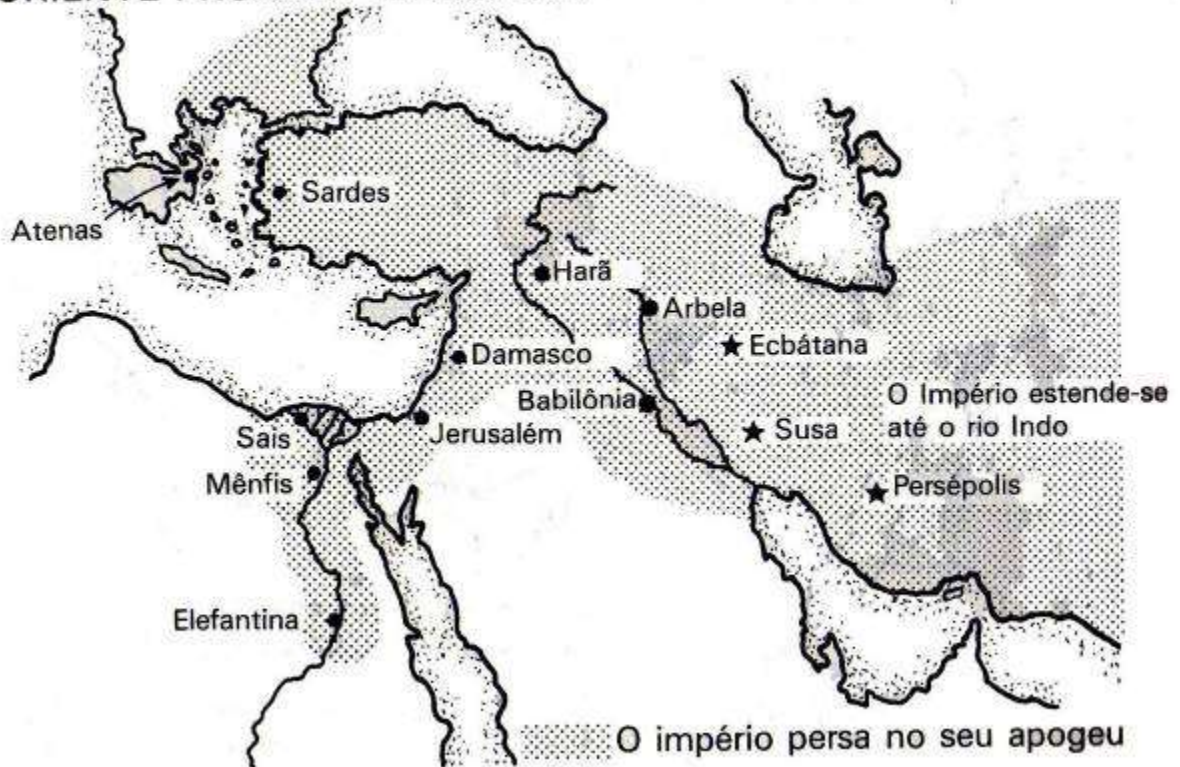 Sardes
Atenas
Harã
Arbela
Ecbátana
Damasco
Babilônia
O Império estende-se
até o rio Indo
Sais
Jerusalém
Susa
Mênfis
Persépolis
Elefantina
O império persa no seu apogeu